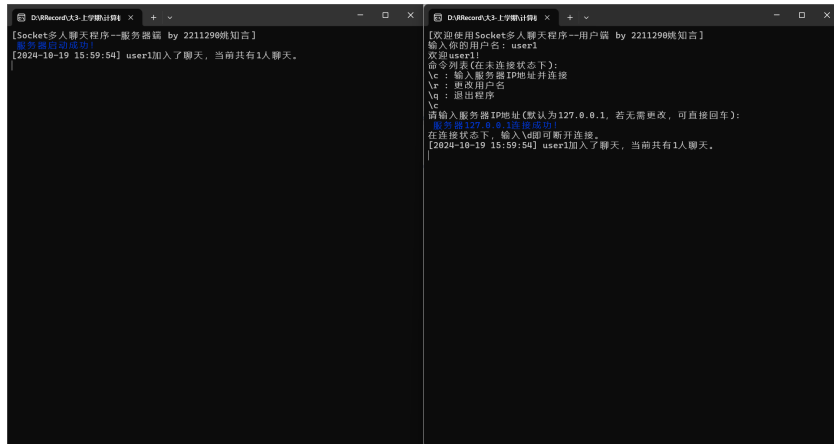 D:\RRecord\大3-上学期\计算机
[Socket多人聊天程序--服务器端 by 2211290姚知言]
服务器启动成功!
[2024-10-19 15:59:54] user1加入了聊天，当前共有1人聊天。
D:\RRecord\大3-上学期\计算机
[欢迎使用Socket多人聊天程序--用户端 by 2211290姚知言]
输入你的用户名: user1
欢迎user1!
命令列表(在未连接状态下):
\c : 输入服务器IP地址并连接
\r : 更改用户名
\q : 退出程序
\c
请输入服务器IP地址(默认为127.0.0.1, 若无需更改, 可直接回车):
服务器127.0.0.1连接成功!
在连接状态下, 输入\d即可断开连接。
[2024-10-19 15:59:54] user1加入了聊天，当前共有1人聊天。